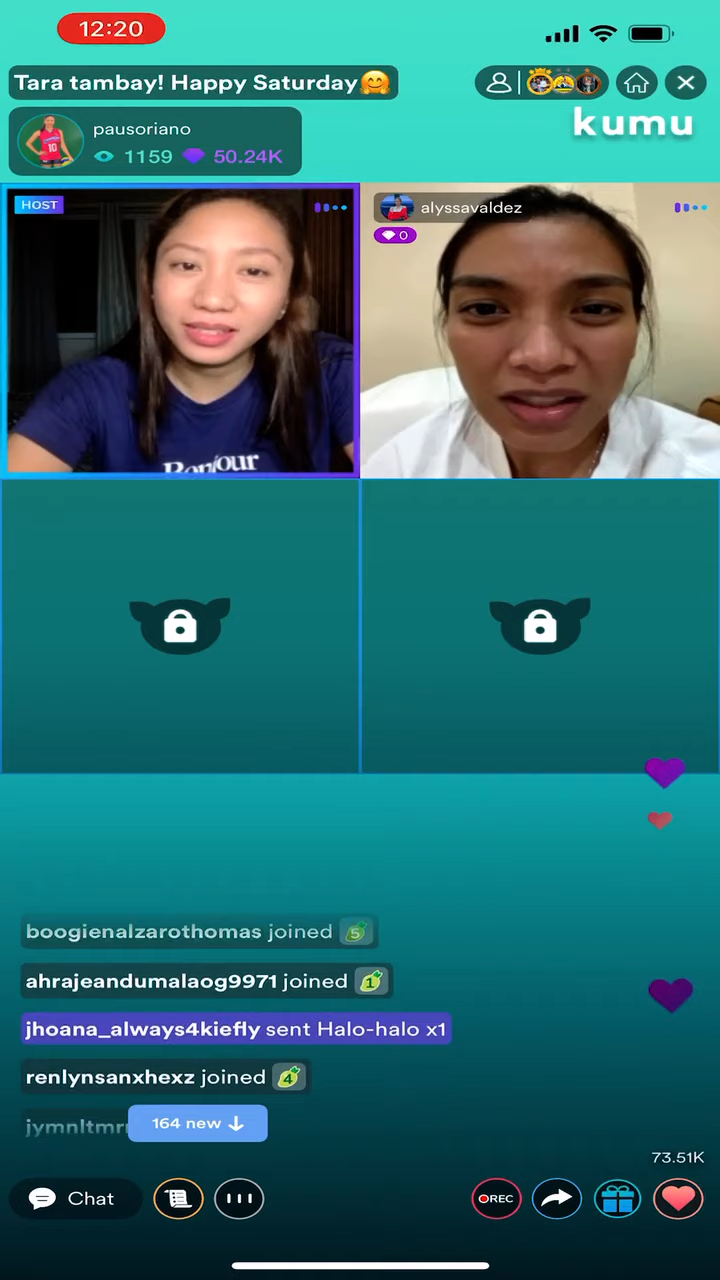 12:20
Tara tambay! Happy Saturday🤗
kumu
pausoriano
1159 50.24K
10
HOST
alyssavaldez
0
Bonjour
boogienalzarothomas joined 5
ahrajeandumalaog9971 joined 1
jhoana_always4kiefly sent Halo-halo x1
renlynsanxhexz joined 4
164 new ↓
73.51K
Chat
REC